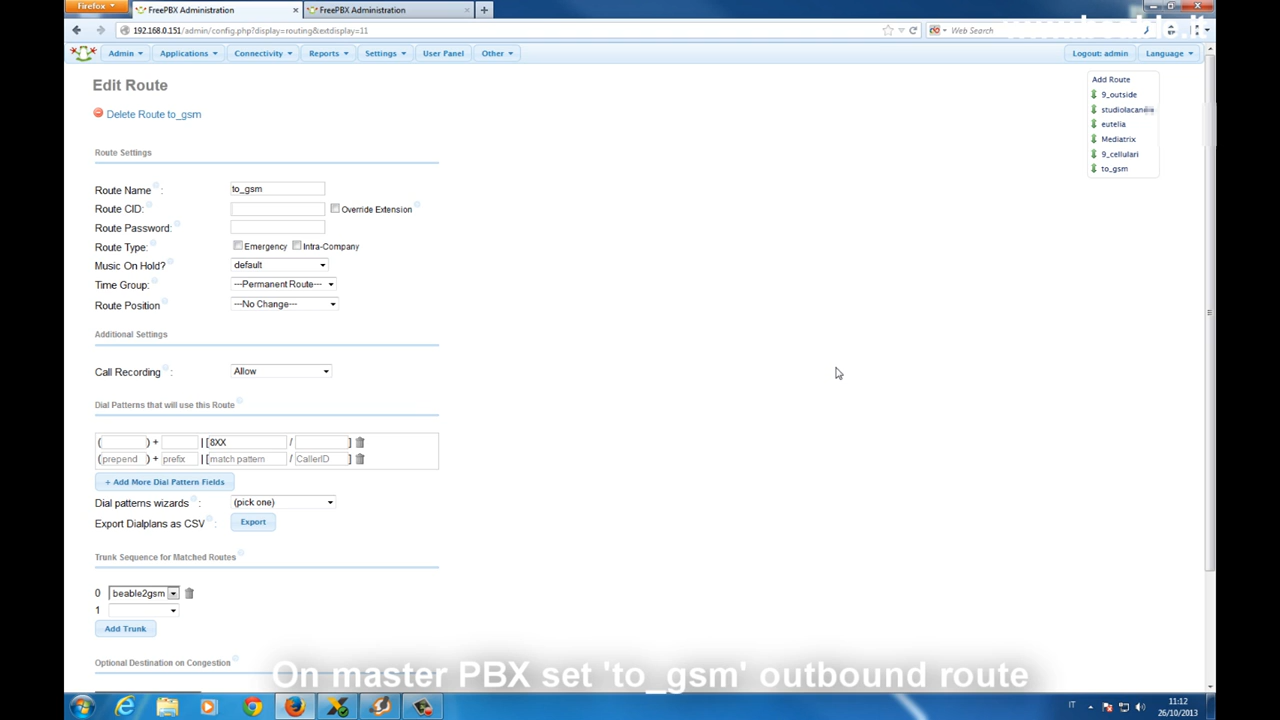 Firefox
FreePBX Administration
FreePBX Administration
192.168.0.151/admin/config.php?display=routing&extdisplay=11
Web Search
Admin Applications Connectivity Reports Settings User Panel Other
Logout: admin Language
Edit Route
Delete Route to_gsm
Add Route
9_outside
eutelia
Mediatrix
9_cellulari
to_gsm
Route Settings
Route Name : to_gsm
Route CID: Override Extension
Route Password:
Route Type: Emergency Intra-Company
Music On Hold? default
Time Group: ---Permanent Route---
Route Position ---No Change---
Additional Settings
Call Recording : Allow
Dial Patterns that will use this Route
( ) + | [8XX / ]
(prepend ) + prefix | [match pattern / CallerID ]
+ Add More Dial Pattern Fields
Dial patterns wizards : (pick one)
Export Dialplans as CSV : Export
Trunk Sequence for Matched Routes
0 beable2gsm
1
Add Trunk
Optional Destination on Congestion
On master PBX set 'to_gsm' outbound route
IT
11:12
26/10/2013